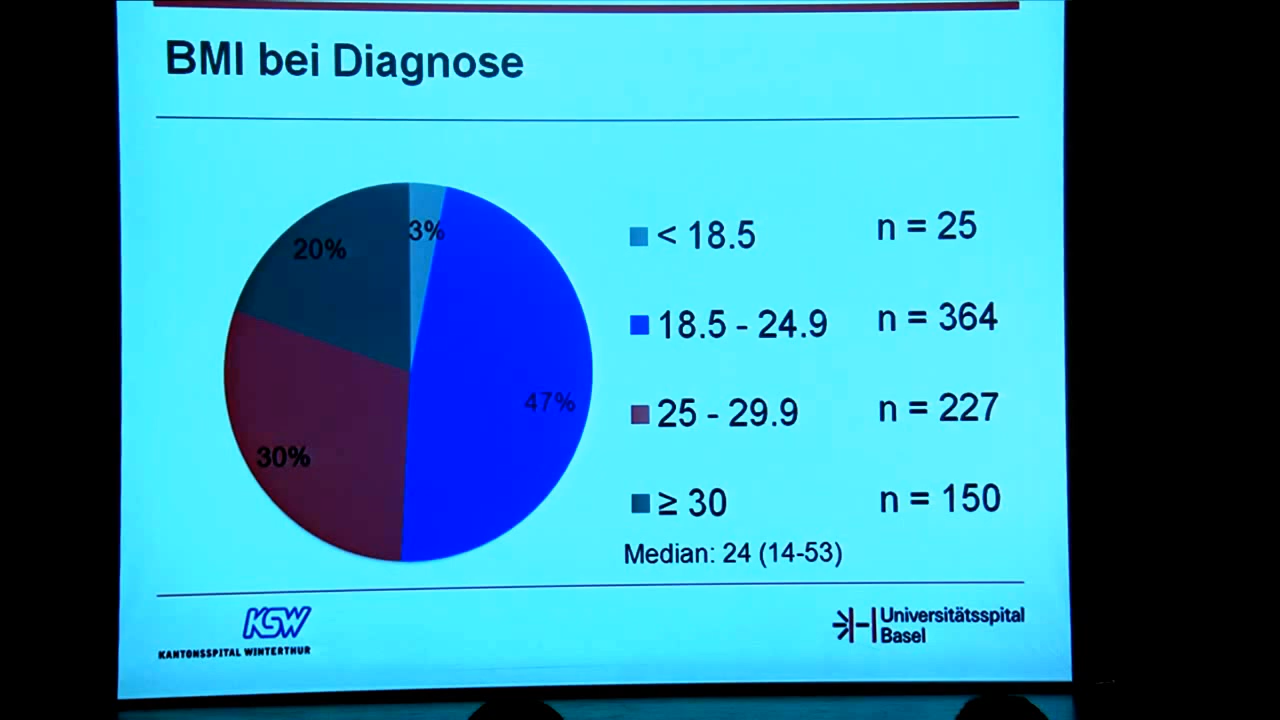 BMI bei Diagnose
3%
20%
47%
30%
< 18.5 n = 25
18.5 - 24.9 n = 364
25 - 29.9 n = 227
≥ 30 n = 150
Median: 24 (14-53)
KSW
KANTONSSPITAL WINTERTHUR
Universitätsspital
Basel